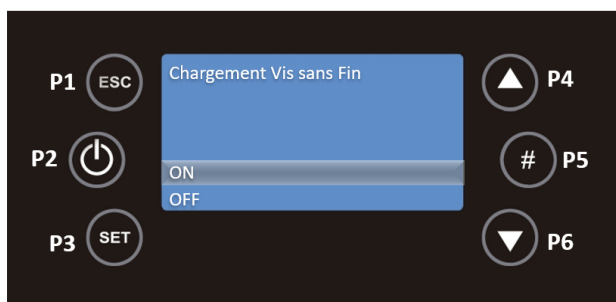 Chargement Vis sans Fin
P1 ESC
P4
P2
ON
# P5
OFF
P3 SET
P6